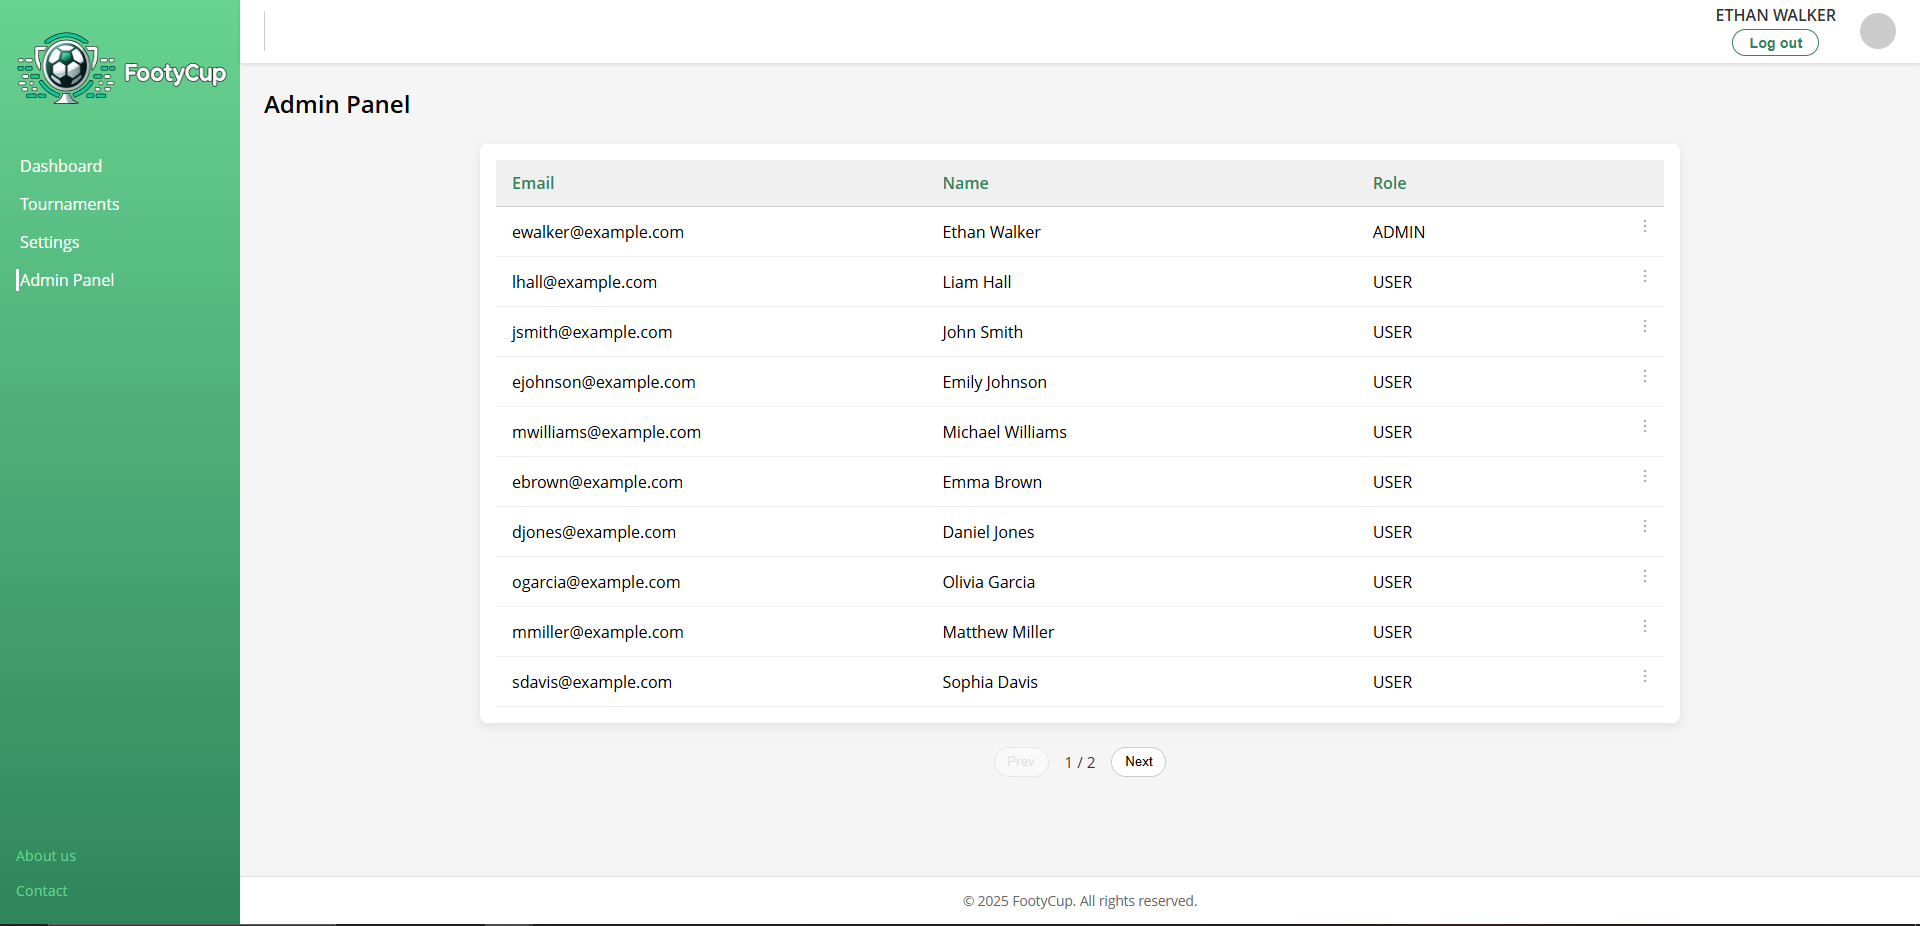 FootyCup
Dashboard
Tournaments
Settings
Admin Panel
About us
Contact
ETHAN WALKER
Log out
Admin Panel
Email Name Role
ewalker@example.com Ethan Walker ADMIN
lhall@example.com Liam Hall USER
jsmith@example.com John Smith USER
ejohnson@example.com Emily Johnson USER
mwilliams@example.com Michael Williams USER
ebrown@example.com Emma Brown USER
djones@example.com Daniel Jones USER
ogarcia@example.com Olivia Garcia USER
mmiller@example.com Matthew Miller USER
sdavis@example.com Sophia Davis USER
Prev 1 / 2 Next
© 2025 FootyCup. All rights reserved.